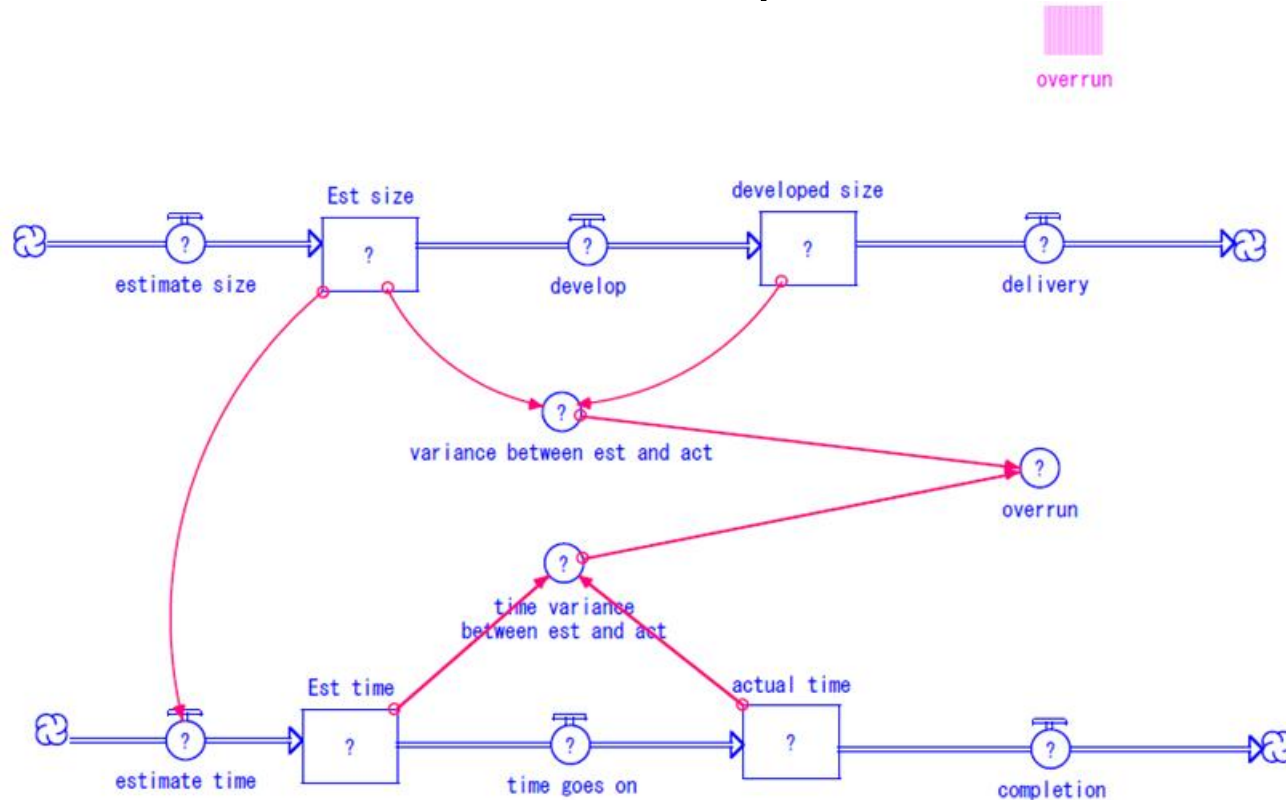 overrun
Est size
developed size
?
?
?
?
?
estimate size
develop
delivery
?
variance between est and act
?
overrun
?
time variance
between est and act
Est time
actual time
?
?
?
?
?
estimate time
time goes on
completion